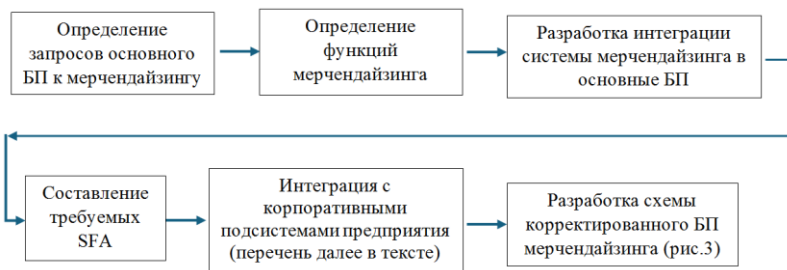 Определение
запросов основного
БП к мерчендайзингу
Определение
функций
мерчендайзинга
Разработка интеграции
системы мерчендайзинга в
основные БП
Составление
требуемых
SFA
Интеграция с
корпоративными
подсистемами предприятия
(перечень далее в тексте)
Разработка схемы
корректированного БП
мерчендайзинга (рис.3)